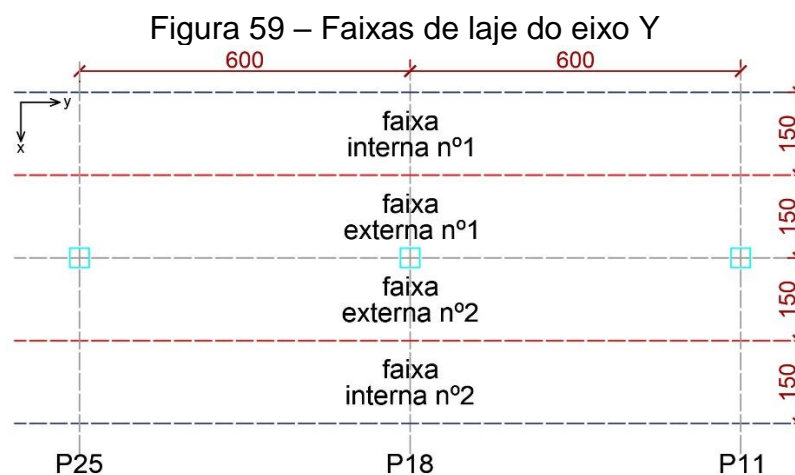 Figura 59 – Faixas de laje do eixo Y
600 600
y
x
faixa
interna nº1
150
faixa
externa nº1
150
faixa
externa nº2
150
faixa
interna nº2
150
P25 P18 P11